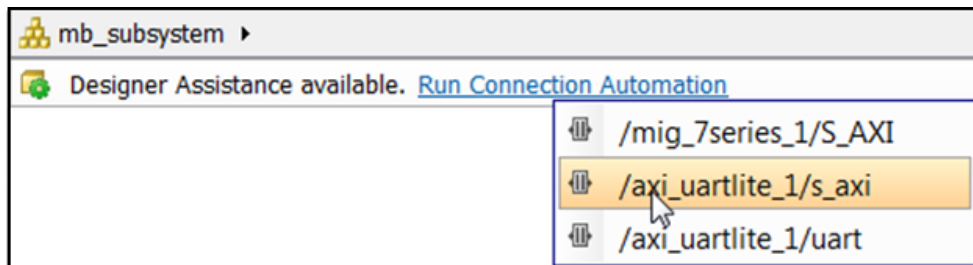 mb_subsystem
Designer Assistance available. Run Connection Automation
/mig_7series_1/S_AXI
/axi_uartlite_1/s_axi
/axi_uartlite_1/uart